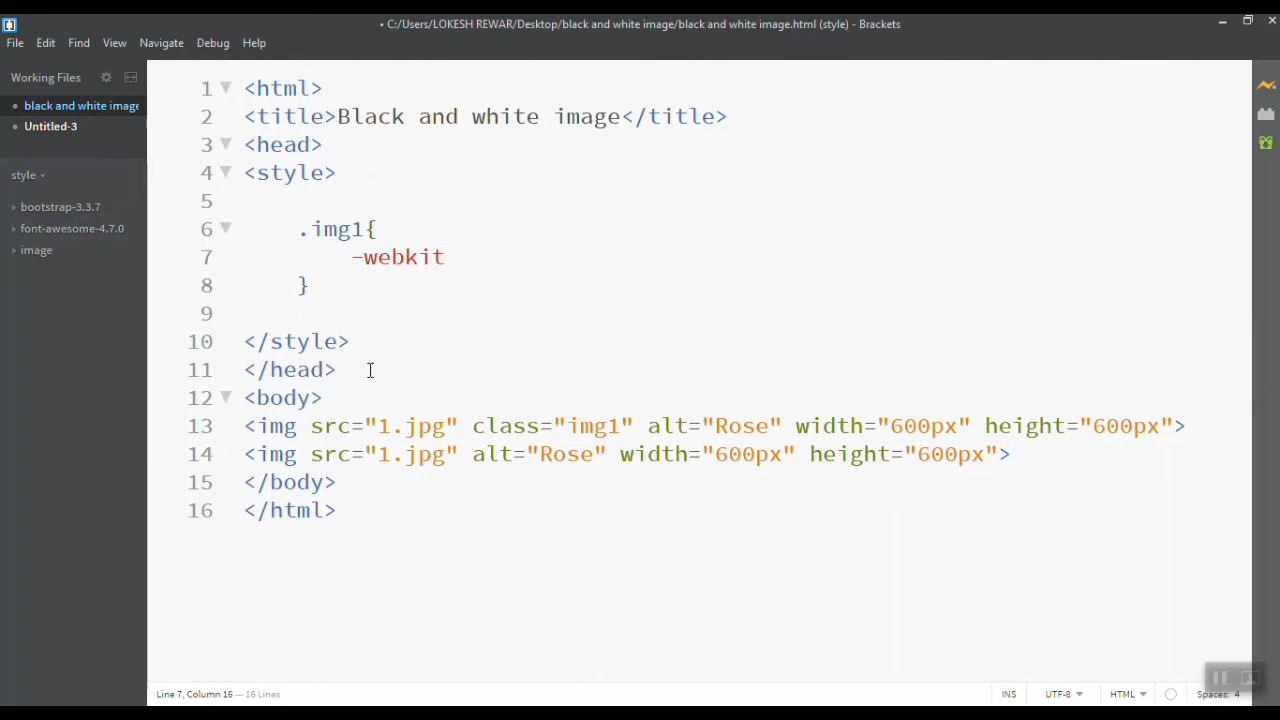 • C:/Users/LOKESH REWAR/Desktop/black and white image/black and white image.html (style) - Brackets
File Edit Find View Navigate Debug Help
Working Files
• black and white image
• Untitled-3
style
bootstrap-3.3.7
font-awesome-4.7.0
image
1 <html>
2 <title>Black and white image</title>
3 <head>
4 <style>
5
6 .img1{
7 -webkit
8 }
9
10 </style>
11 </head>
12 <body>
13 <img src="1.jpg" class="img1" alt="Rose" width="600px" height="600px">
14 <img src="1.jpg" alt="Rose" width="600px" height="600px">
15 </body>
16 </html>
Line 7, Column 16 — 16 Lines
INS UTF-8 HTML Spaces: 4